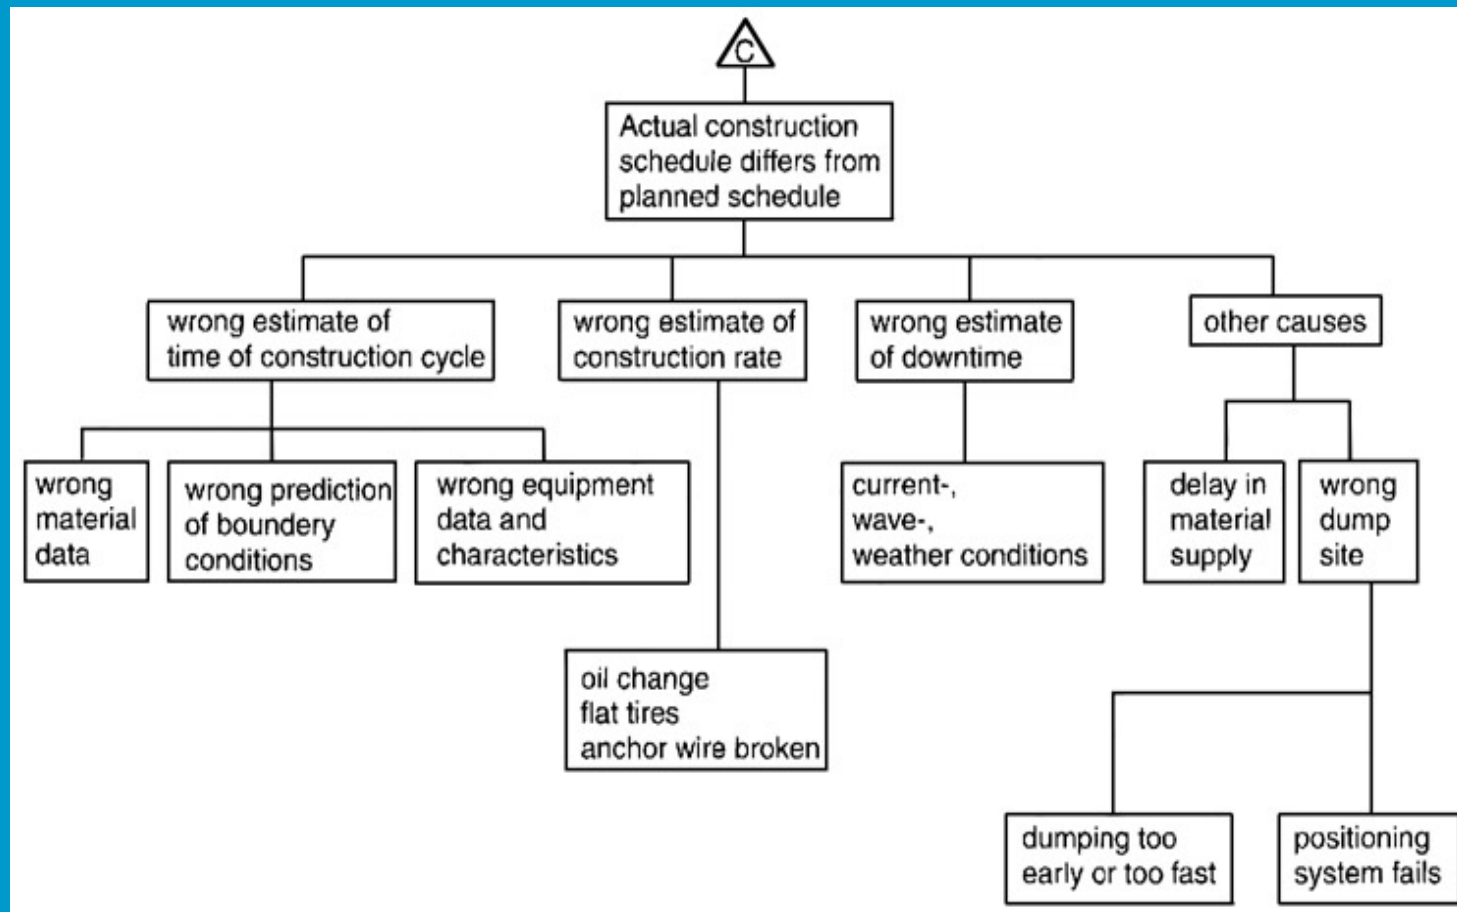 C
Actual construction
schedule differs from
planned schedule
wrong estimate of
time of construction cycle
wrong estimate of
construction rate
wrong estimate
of downtime
other causes
wrong
material
data
wrong prediction
of boundery
conditions
wrong equipment
data and
characteristics
current-,
wave-,
weather conditions
delay in
material
supply
wrong
dump
site
oil change
flat tires
anchor wire broken
dumping too
early or too fast
positioning
system fails